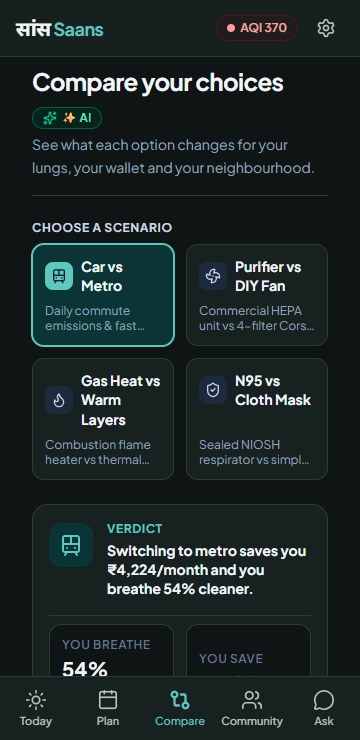 सांस Saans
AQI 370
Compare your choices
AI
See what each option changes for your
lungs, your wallet and your neighbourhood.
CHOOSE A SCENARIO
Car vs
Metro
Daily commute
emissions & fast...
Purifier vs
DIY Fan
Commercial HEPA
unit vs 4-filter Cors...
Gas Heat vs
Warm
Layers
Combustion flame
heater vs thermal...
N95 vs
Cloth Mask
Sealed NIOSH
respirator vs simpl...
VERDICT
Switching to metro saves you
₹4,224/month and you
breathe 54% cleaner.
YOU BREATHE
54%
YOU SAVE
Today
Plan
Compare
Community
Ask